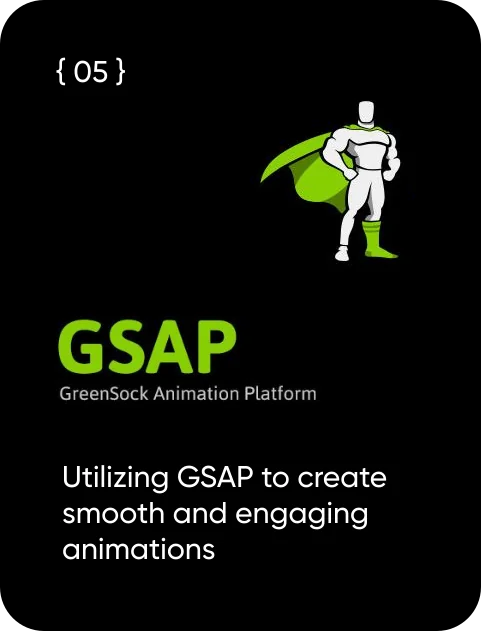 { 05 }
GSAP
GreenSock Animation Platform
Utilizing GSAP to create
smooth and engaging
animations